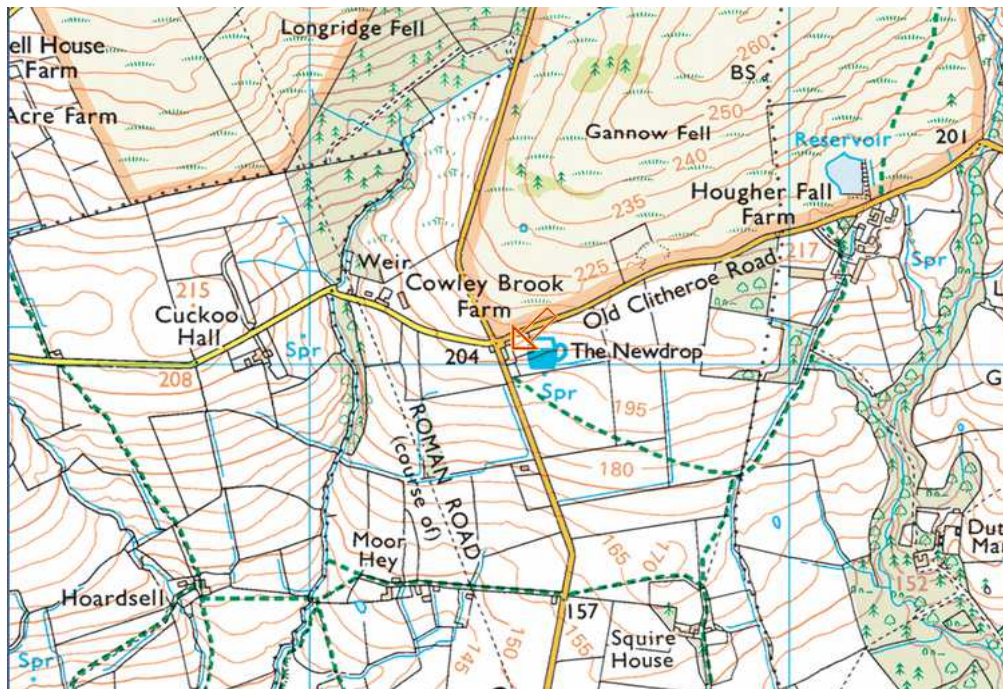 Longridge Fell
ell House
Farm
Acre Farm
260
BS
250
Gannow Fell
240
Reservoir
201
Hougher Fall
Farm
235
217
Spr
225
Weir
Cowley Brook
Farm
Old Clitheroe Road
215
Cuckoo
Hall
Spr
204
The Newdrop
208
Spr
195
ROMAN ROAD
(course of)
180
Moor
Hey
165
170
Dut
Ma
152
Hoardsell
157
Squire
House
145
150
155
Spr